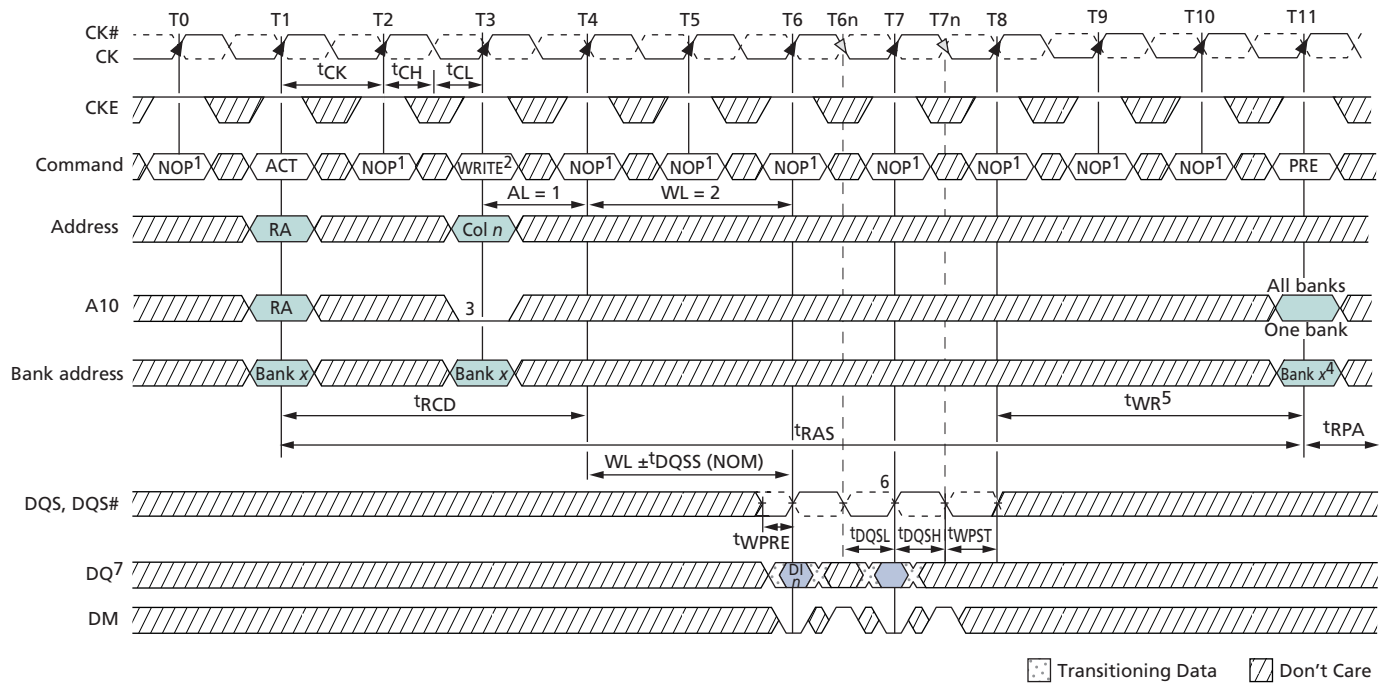 T0 T1 T2 T3 T4 T5 T6 T6n T7 T7n T8 T9 T10 T11
CK#
CK
tCK tCH tCL
CKE
Command NOP1 ACT NOP1 WRITE2 NOP1 NOP1 NOP1 NOP1 NOP1 NOP1 NOP1 PRE
AL = 1 WL = 2
Address RA Col n
All banks
A10 RA 3
One bank
Bank address Bank x Bank x Bank x4
tRCD tWR5
tRAS tRPA
WL ±tDQSS (NOM)
6
DQS, DQS#
tWPRE tDQSL tDQSH tWPST
DQ7 DI
n
DM
Transitioning Data Don't Care